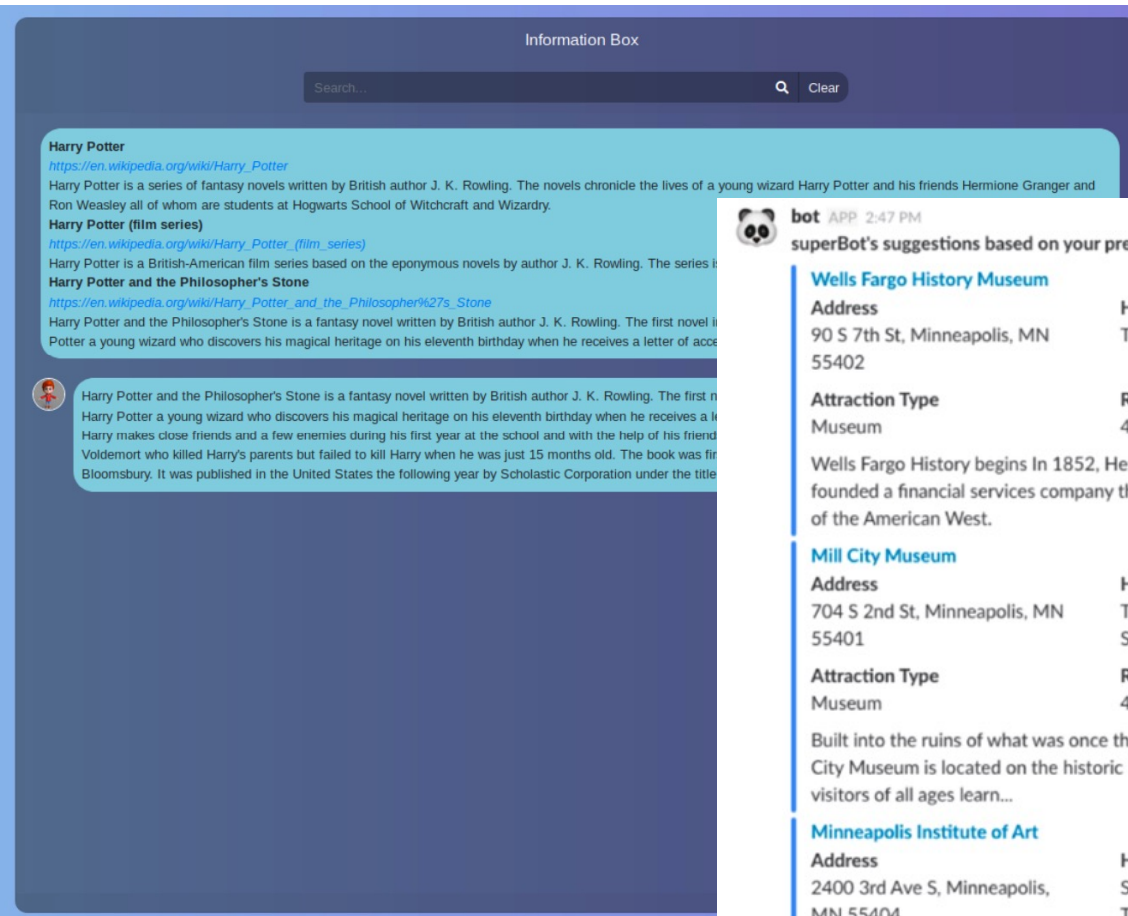 Information Box
Search...
Clear
Harry Potter
https://en.wikipedia.org/wiki/Harry_Potter
Harry Potter is a series of fantasy novels written by British author J. K. Rowling. The novels chronicle the lives of a young wizard Harry Potter and his friends Hermione Granger and
Ron Weasley all of whom are students at Hogwarts School of Witchcraft and Wizardry.
Harry Potter (film series)
https://en.wikipedia.org/wiki/Harry_Potter_(film_series)
Harry Potter is a British-American film series based on the eponymous novels by author J. K. Rowling. The series
Harry Potter and the Philosopher's Stone
https://en.wikipedia.org/wiki/Harry_Potter_and_the_Philosopher%27s_Stone
Harry Potter and the Philosopher's Stone is a fantasy novel written by British author J. K. Rowling. The first novel
Potter a young wizard who discovers his magical heritage on his eleventh birthday when he receives a letter of
Harry Potter and the Philosopher's Stone is a fantasy novel written by British author J. K. Rowling. The first
Harry Potter a young wizard who discovers his magical heritage on his eleventh birthday when he receives a
Harry makes close friends and a few enemies during his first year at the school and with the help of his
Voldemort who killed Harry's parents but failed to kill Harry when he was just 15 months old. The book was
Bloomsbury. It was published in the United States the following year by Scholastic Corporation under the title
bot APP 2:47 PM
superBot's suggestions based on your
Wells Fargo History Museum
Address
90 S 7th St, Minneapolis, MN
55402
Attraction Type
Museum
Wells Fargo History begins In 1852,
founded a financial services company
of the American West.
Mill City Museum
Address
704 S 2nd St, Minneapolis, MN
55401
Attraction Type
Museum
Built into the ruins of what was once
City Museum is located on the historic
visitors of all ages learn...
Minneapolis Institute of Art
Address
2400 3rd Ave S, Minneapolis,
MN 55404